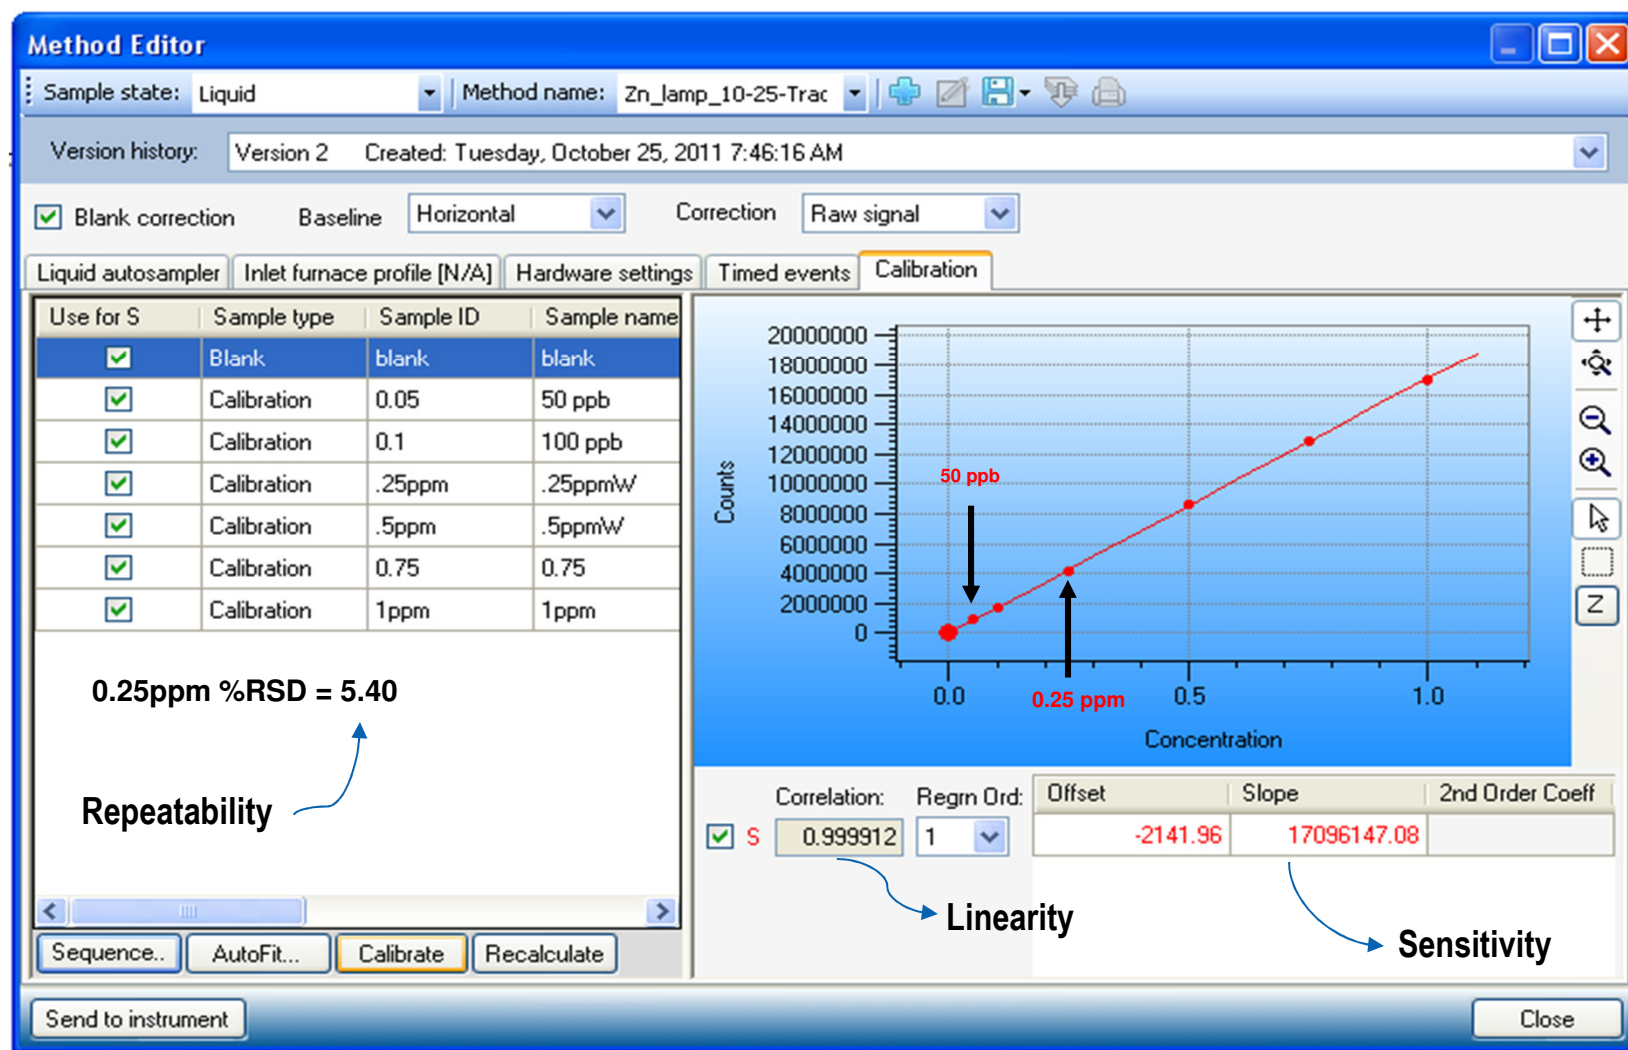 Method Editor
Sample state: Liquid Method name: Zn_lamp_10-25-Trac
Version history: Version 2 Created: Tuesday, October 25, 2011 7:46:16 AM
Blank correction Baseline Horizontal Correction Raw signal
Liquid autosampler Inlet furnace profile [N/A] Hardware settings Timed events Calibration
Use for S Sample type Sample ID Sample name
Blank blank blank
Calibration 0.05 50 ppb
Calibration 0.1 100 ppb
Calibration .25ppm .25ppmW
Calibration .5ppm .5ppmW
Calibration 0.75 0.75
Calibration 1ppm 1ppm
0.25ppm %RSD = 5.40
Repeatability
Sequence.. AutoFit... Calibrate Recalculate
20000000
18000000
16000000
14000000
12000000
10000000
8000000
6000000
4000000
2000000
0
Counts
50 ppb
0.0 0.25 ppm 0.5 1.0
Concentration
Z
Correlation: Regrn Ord: Offset Slope 2nd Order Coeff
S 0.999912 1 -2141.96 17096147.08
Linearity
Sensitivity
Send to instrument Close